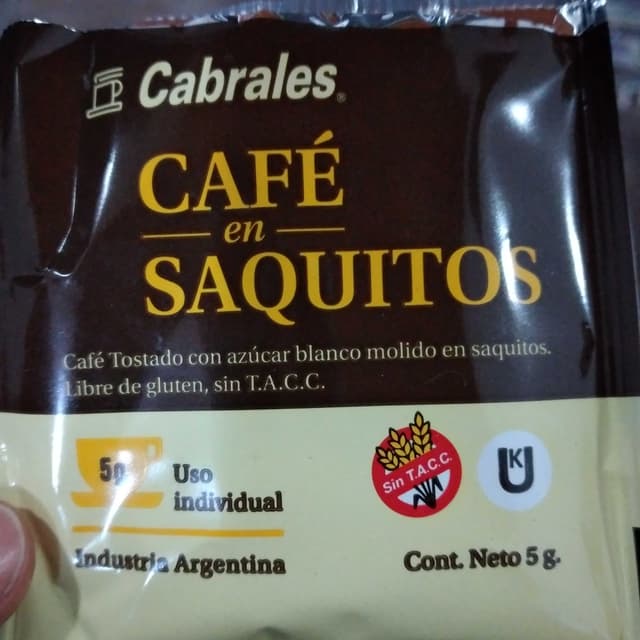 Cabrales®
CAFÉ
en
SAQUITOS
Café Tostado con azúcar blanco molido en saquitos.
Libre de gluten, sin T.A.C.C.
5g.
Uso
individual
Sin T.A.C.C.
UK
Industria Argentina
Cont. Neto 5 g.